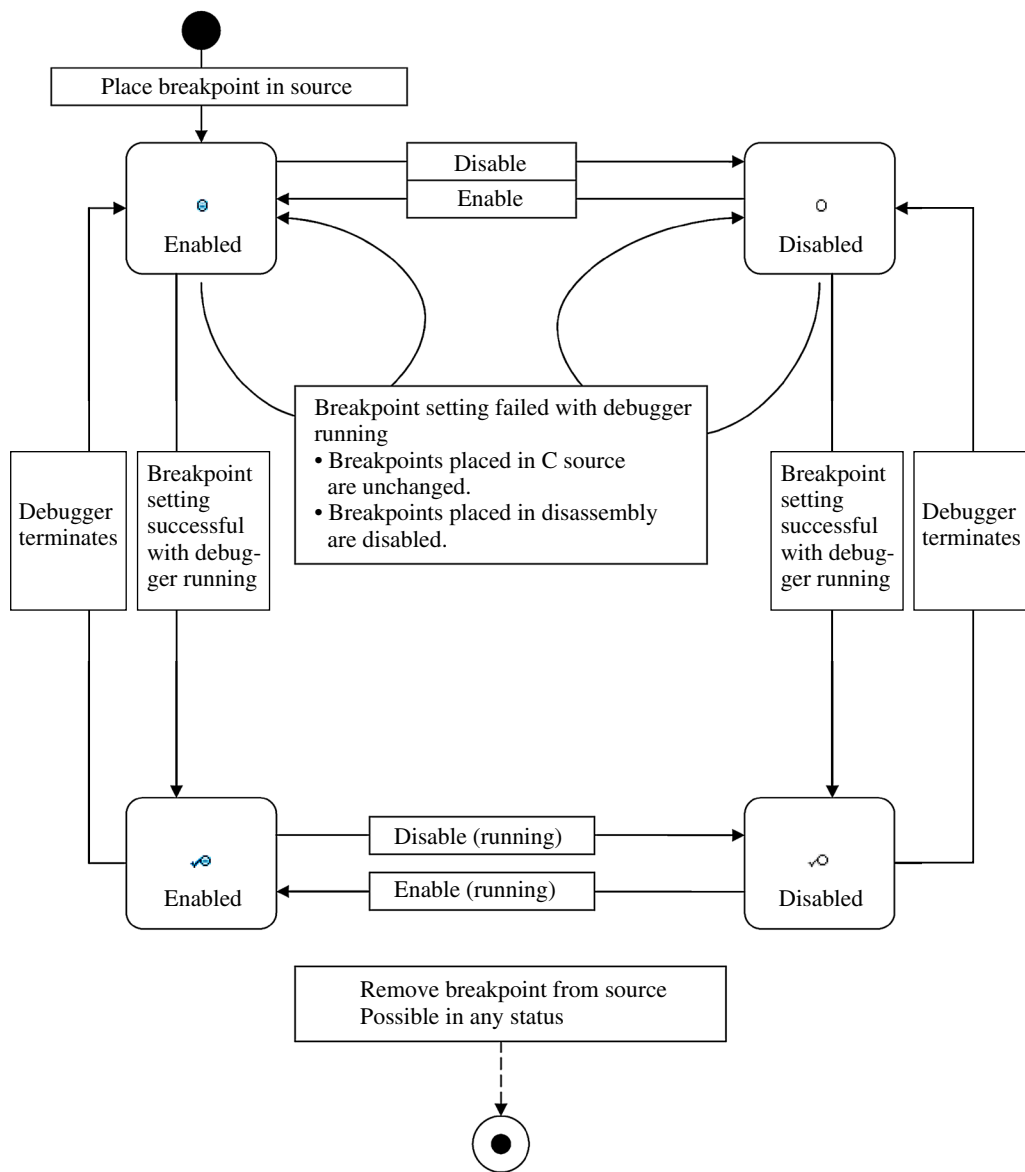 Place breakpoint in source
Disable
Enable
Enabled
Disabled
Breakpoint setting failed with debugger
running
• Breakpoints placed in C source
are unchanged.
• Breakpoints placed in disassembly
are disabled.
Debugger
terminates
Breakpoint
setting
successful
with debug-
ger running
Breakpoint
setting
successful
with debug-
ger running
Debugger
terminates
Disable (running)
Enable (running)
Enabled
Disabled
Remove breakpoint from source
Possible in any status